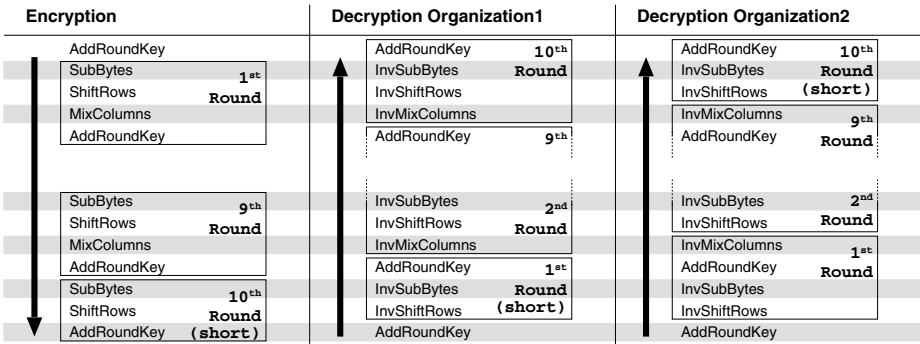 Encryption Decryption Organization1 Decryption Organization2
AddRoundKey AddRoundKey 10th AddRoundKey 10th
SubBytes 1st InvSubBytes Round InvSubBytes Round
ShiftRows Round InvShiftRows InvShiftRows (short)
MixColumns InvMixColumns InvMixColumns 9th
AddRoundKey AddRoundKey 9th AddRoundKey Round
SubBytes 9th InvSubBytes 2nd InvSubBytes 2nd
ShiftRows Round InvShiftRows Round InvShiftRows Round
MixColumns InvMixColumns InvMixColumns 1st
AddRoundKey AddRoundKey 1st AddRoundKey Round
SubBytes 10th InvSubBytes Round InvSubBytes
ShiftRows Round InvShiftRows (short) InvShiftRows
AddRoundKey (short) AddRoundKey AddRoundKey